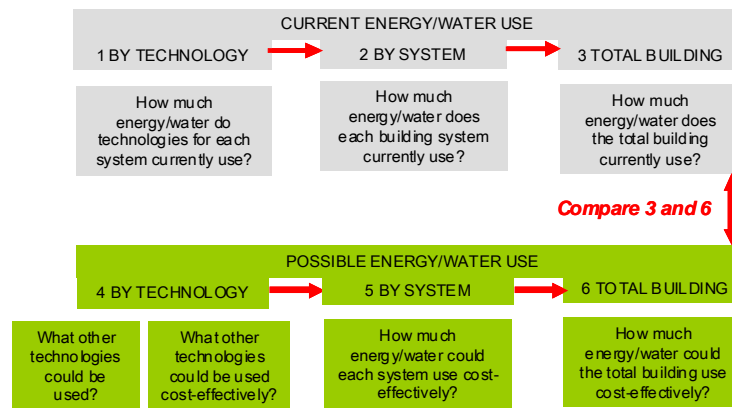 CURRENT ENERGY/WATER USE
1 BY TECHNOLOGY
2 BY SYSTEM
3 TOTAL BUILDING
How much
energy/water do
technologies for each
system currently use?
How much
energy/water does
each building system
currently use?
How much
energy/water does
the total building
currently use?
Compare 3 and 6
POSSIBLE ENERGY/WATER USE
4 BY TECHNOLOGY
5 BY SYSTEM
6 TOTAL BUILDING
What other
technologies
could be
used?
What other
technologies
could be used
cost-effectively?
How much
energy/water could
each system use cost-
effectively?
How much
energy/water could
the total building use
cost-effectively?